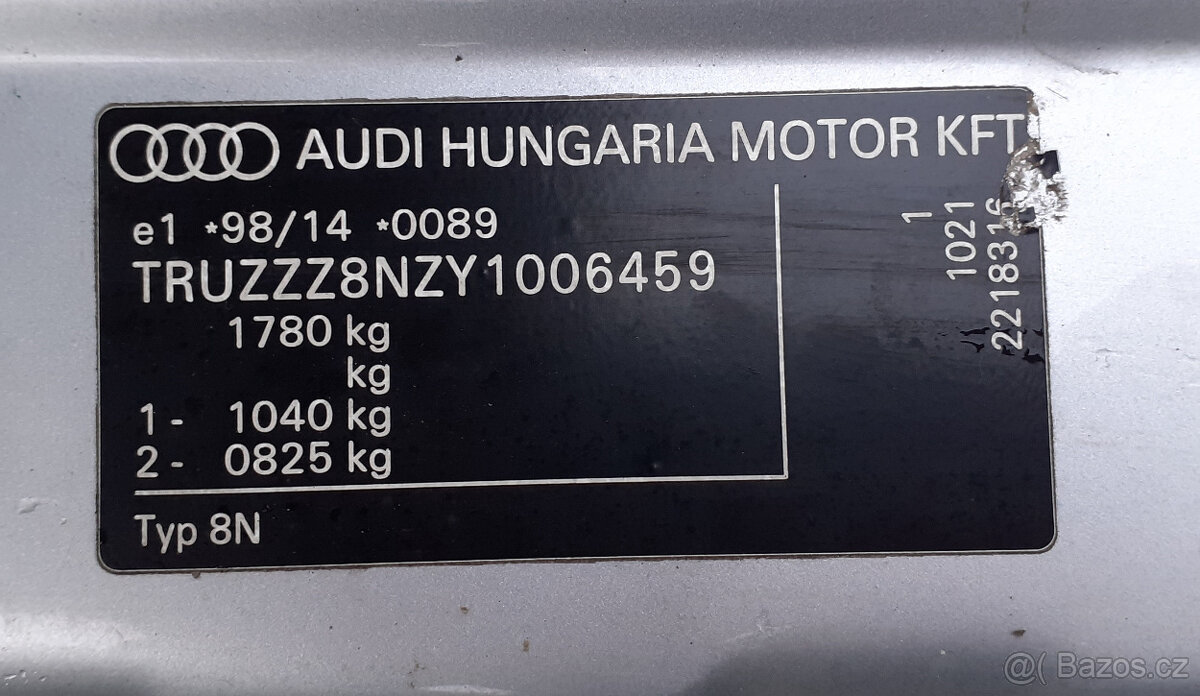 AUDI HUNGARIA MOTOR KFT
e1 *98/14 *0089
TRUZZZ8NZY1006459
1780 kg
kg
1- 1040 kg
2- 0825 kg
Typ 8N
1
1021
2218316
@( Bazos.cz